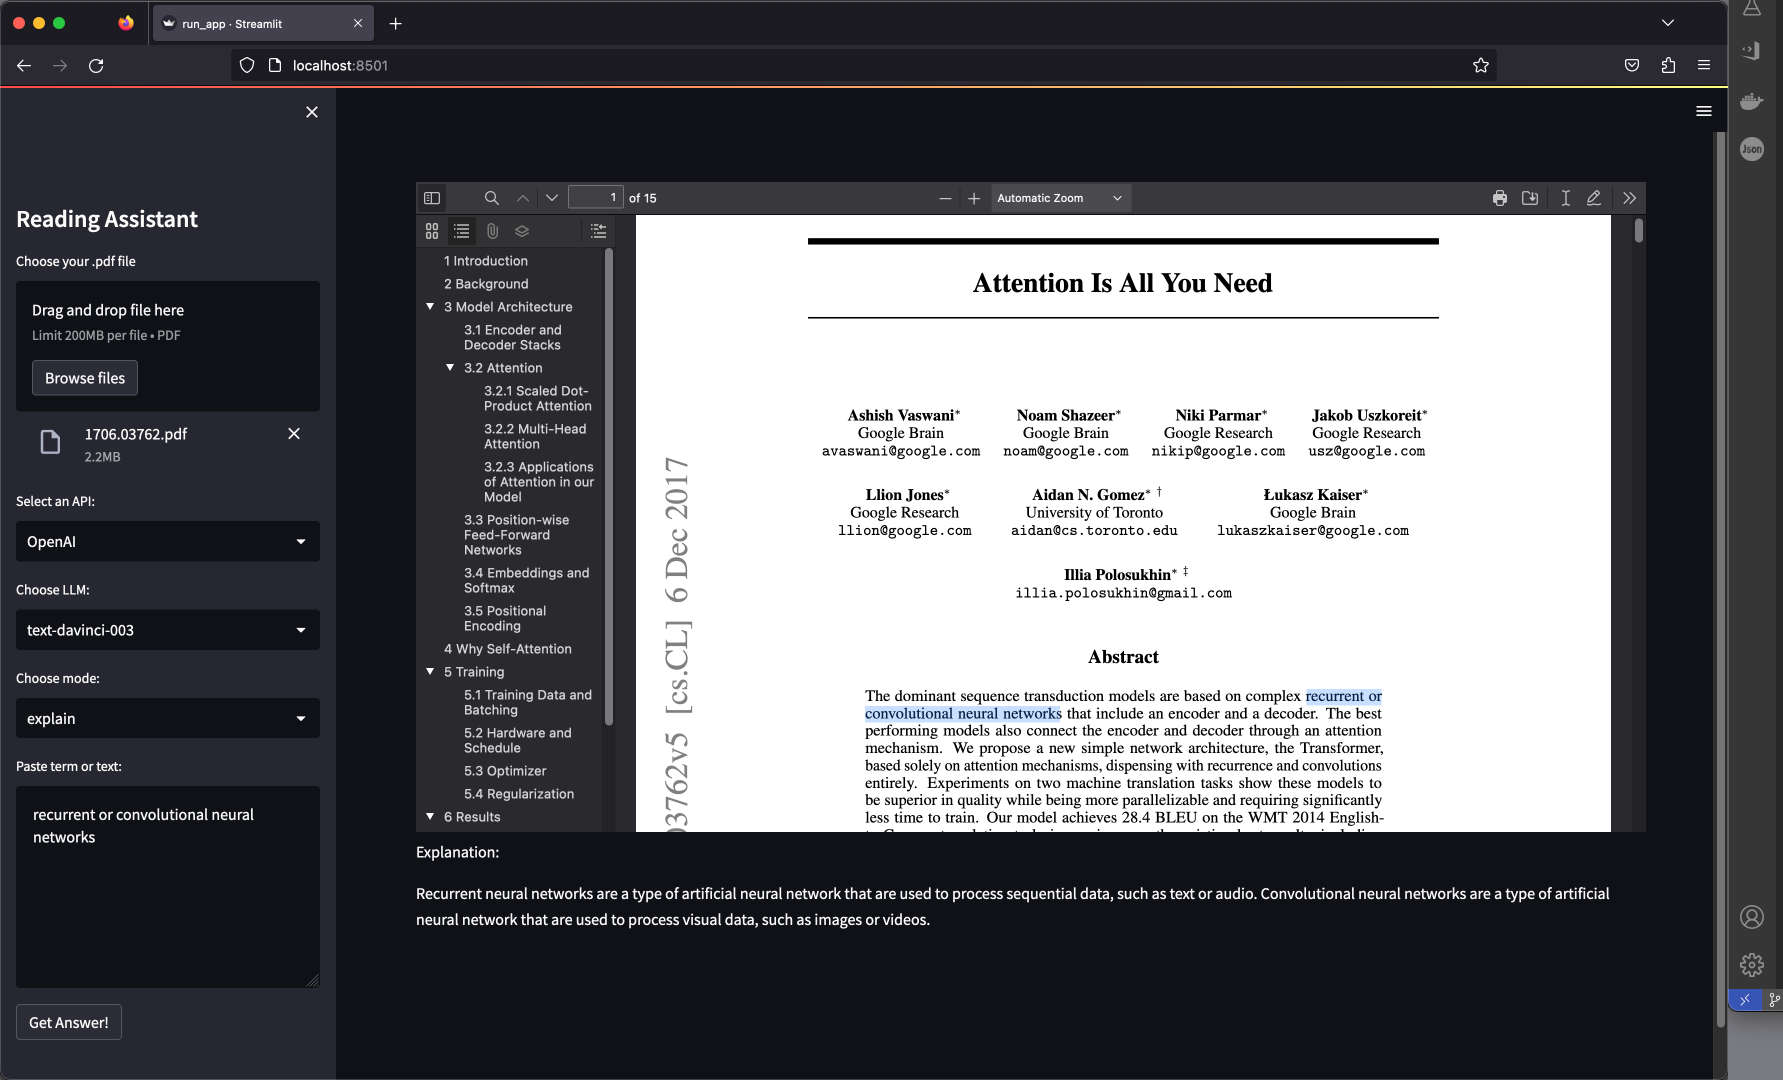 run_app · Streamlit
localhost:8501
Reading Assistant
Choose your .pdf file
Drag and drop file here
Limit 200MB per file • PDF
Browse files
1706.03762.pdf
2.2MB
Select an API:
OpenAI
Choose LLM:
text-davinci-003
Choose mode:
explain
Paste term or text:
recurrent or convolutional neural
networks
Get Answer!
1 of 15
Automatic Zoom
1 Introduction
2 Background
3 Model Architecture
3.1 Encoder and
Decoder Stacks
3.2 Attention
3.2.1 Scaled Dot-
Product Attention
3.2.2 Multi-Head
Attention
3.2.3 Applications
of Attention in our
Model
3.3 Position-wise
Feed-Forward
Networks
3.4 Embeddings and
Softmax
3.5 Positional
Encoding
4 Why Self-Attention
5 Training
5.1 Training Data and
Batching
5.2 Hardware and
Schedule
5.3 Optimizer
5.4 Regularization
6 Results
03762v5 [cs.CL] 6 Dec 2017
Attention Is All You Need
Ashish Vaswani* Noam Shazeer* Niki Parmar* Jakob Uszkoreit*
Google Brain Google Brain Google Research Google Research
avaswani@google.com noam@google.com nikip@google.com usz@google.com
Llion Jones* Aidan N. Gomez* † Łukasz Kaiser*
Google Research University of Toronto Google Brain
llion@google.com aidan@cs.toronto.edu lukaszkaiser@google.com
Illia Polosukhin* ‡
illia.polosukhin@gmail.com
Abstract
The dominant sequence transduction models are based on complex recurrent or
convolutional neural networks that include an encoder and a decoder. The best
performing models also connect the encoder and decoder through an attention
mechanism. We propose a new simple network architecture, the Transformer,
based solely on attention mechanisms, dispensing with recurrence and convolutions
entirely. Experiments on two machine translation tasks show these models to
be superior in quality while being more parallelizable and requiring significantly
less time to train. Our model achieves 28.4 BLEU on the WMT 2014 English-
Explanation:
Recurrent neural networks are a type of artificial neural network that are used to process sequential data, such as text or audio. Convolutional neural networks are a type of artificial
neural network that are used to process visual data, such as images or videos.
Json